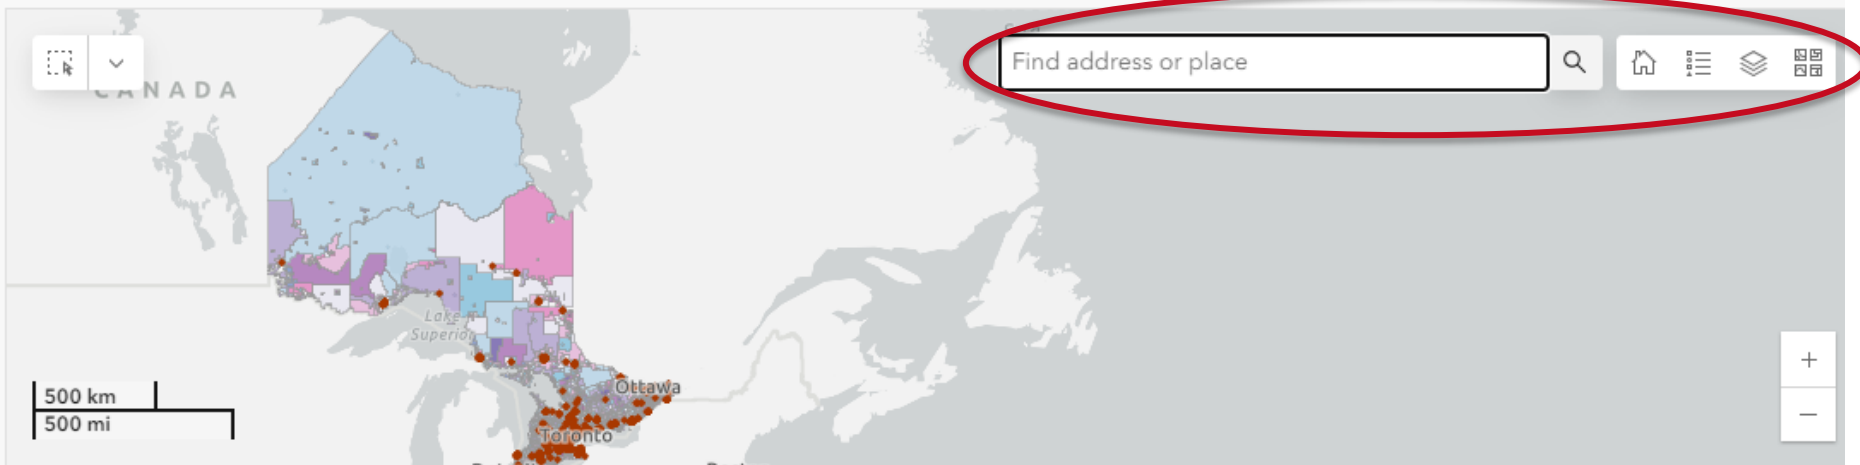 Find address or place
CANADA
Lake
Superior
Ottawa
500 km
500 mi
Toronto